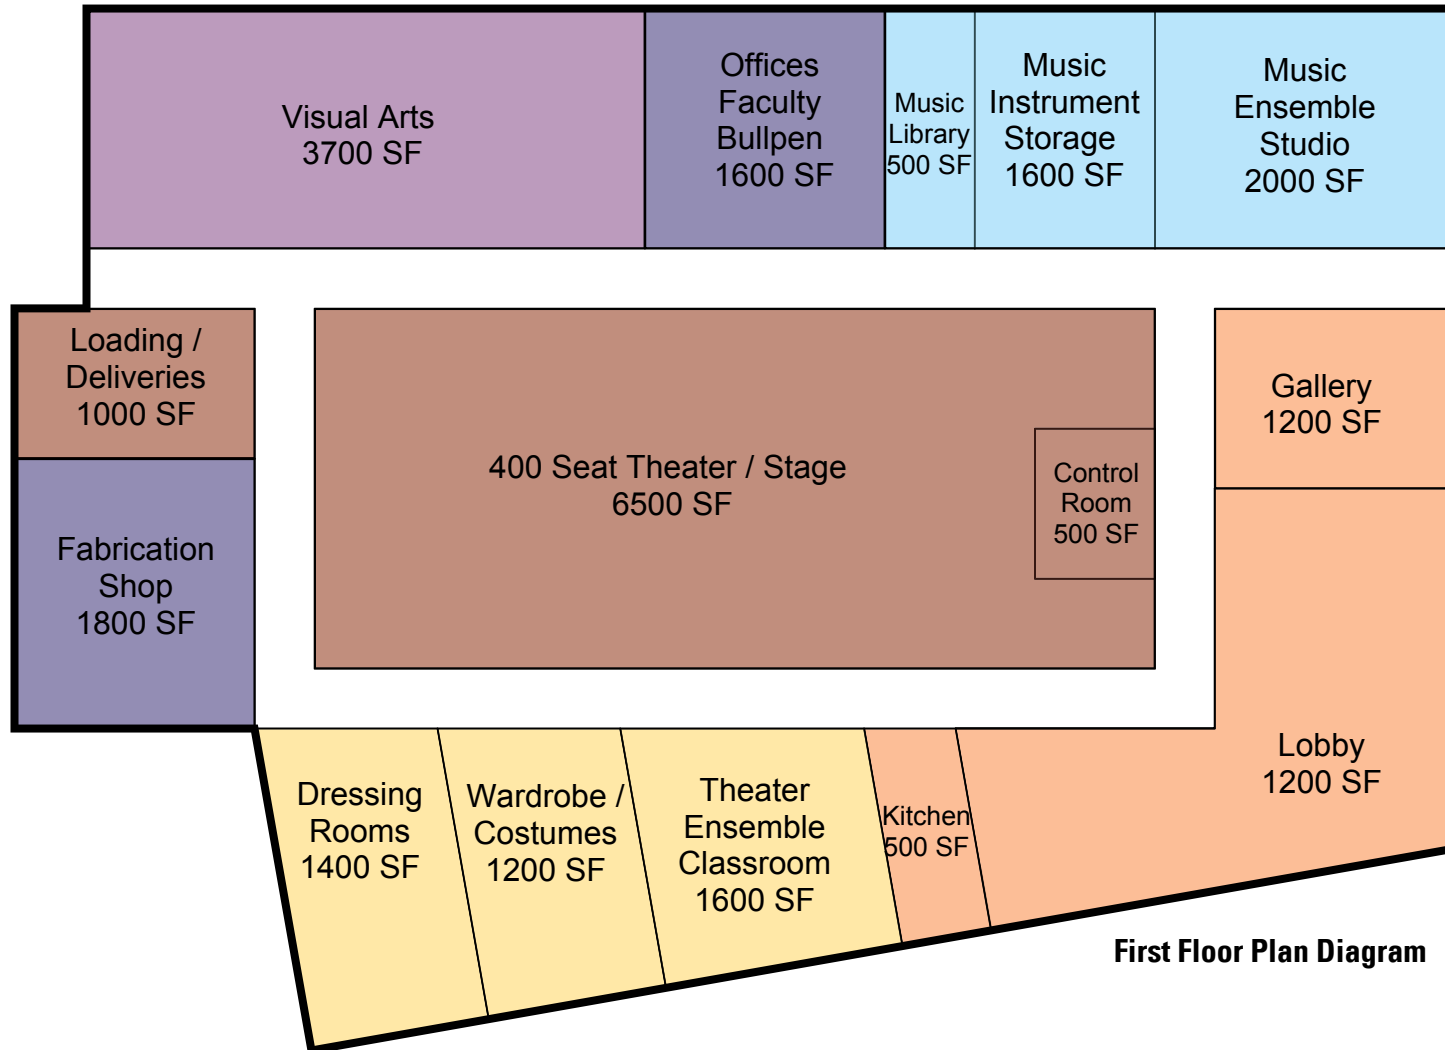 Visual Arts
3700 SF
Offices
Faculty
Bullpen
1600 SF
Music
Library
500 SF
Music
Instrument
Storage
1600 SF
Music
Ensemble
Studio
2000 SF
Loading /
Deliveries
1000 SF
400 Seat Theater / Stage
6500 SF
Control
Room
500 SF
Gallery
1200 SF
Fabrication
Shop
1800 SF
Dressing
Rooms
1400 SF
Wardrobe /
Costumes
1200 SF
Theater
Ensemble
Classroom
1600 SF
Kitchen
500 SF
Lobby
1200 SF
First Floor Plan Diagram